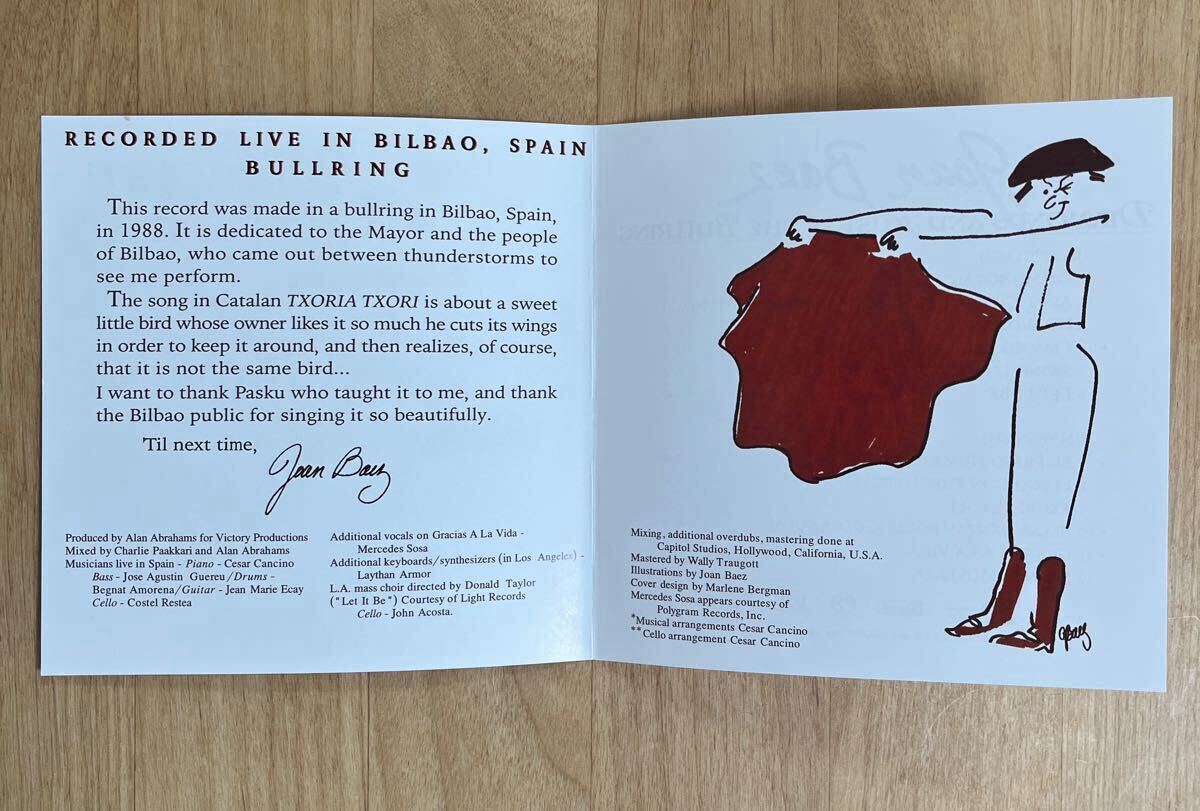 RECORDED LIVE IN BILBAO, SPAIN
BULLRING
This record was made in a bullring in Bilbao, Spain,
in 1988. It is dedicated to the Mayor and the people
of Bilbao, who came out between thunderstorms to
see me perform.
The song in Catalan TXORIA TXORI is about a sweet
little bird whose owner likes it so much he cuts its wings
in order to keep it around, and then realizes, of course,
that it is not the same bird...
I want to thank Pasku who taught it to me, and thank
the Bilbao public for singing it so beautifully.
'Til next time,
Joan Baez
Produced by Alan Abrahams for Victory Productions
Mixed by Charlie Paakkari and Alan Abrahams
Musicians live in Spain - Piano - Cesar Cancino
Bass - Jose Agustin Guereu/Drums -
Begnat Amorena/Guitar - Jean Marie Ecay
Cello - Costel Restea
Additional vocals on Gracias A La Vida -
Mercedes Sosa
Additional keyboards/synthesizers (in Los Angeles) -
Laythan Armor
L.A. mass choir directed by Donald Taylor
("Let It Be") Courtesy of Light Records
Cello - John Acosta.
Mixing, additional overdubs, mastering done at
Capitol Studios, Hollywood, California, U.S.A.
Mastered by Wally Traugott
Illustrations by Joan Baez
Cover design by Marlene Bergman
Mercedes Sosa appears courtesy of
Polygram Records, Inc.
*Musical arrangements Cesar Cancino
**Cello arrangement Cesar Cancino
JBaez